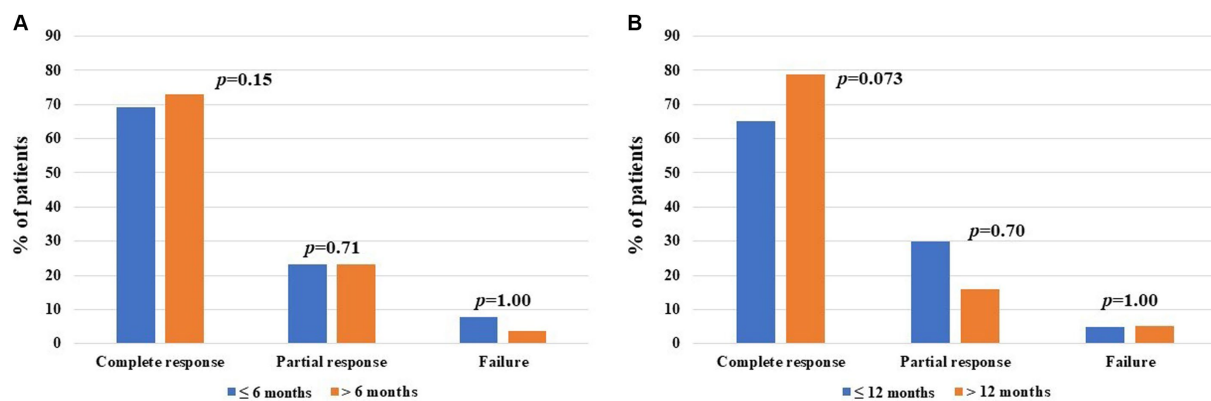 A
% of patients
90
80
70
60
50
40
30
20
10
0
p=0.15
p=0.71
p=1.00
Complete response Partial response Failure
≤ 6 months > 6 months
B
% of patients
90
80
70
60
50
40
30
20
10
0
p=0.073
p=0.70
p=1.00
Complete response Partial response Failure
≤ 12 months > 12 months